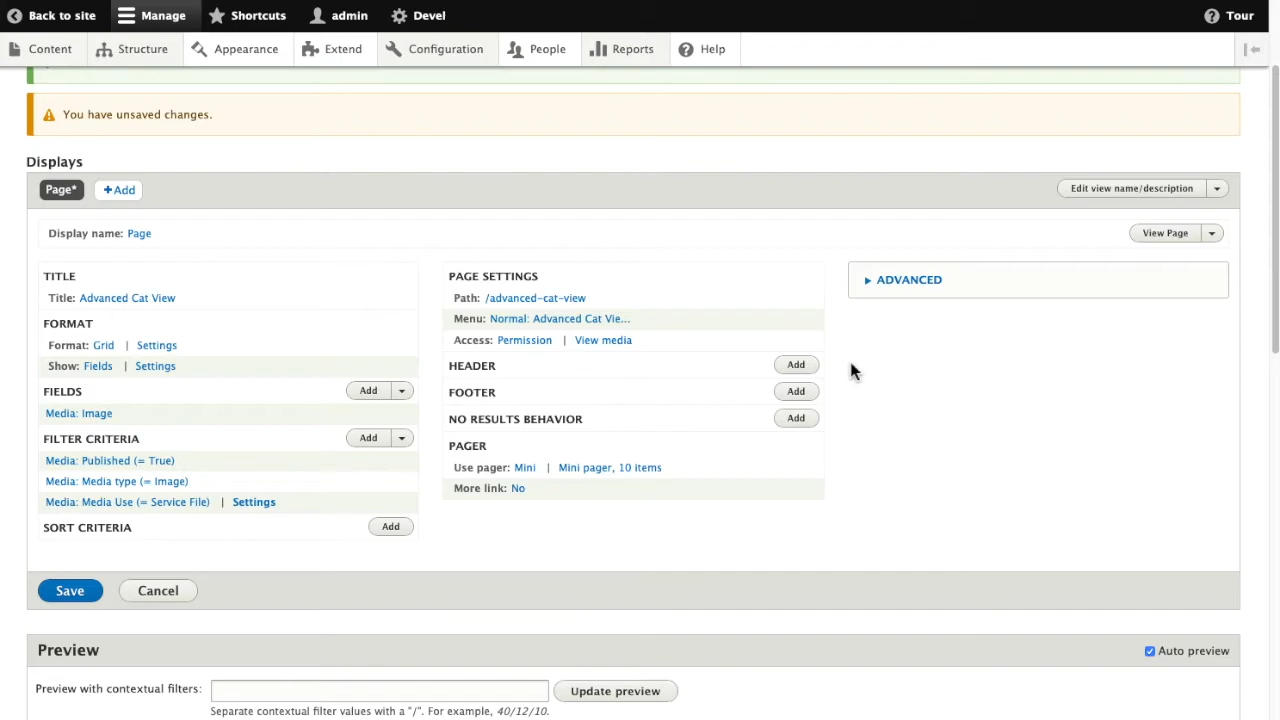 Back to site Manage Shortcuts admin Devel Tour
Content Structure Appearance Extend Configuration People Reports Help
You have unsaved changes.
Displays
Page* +Add Edit view name/description
Display name: Page View Page
TITLE
Title: Advanced Cat View
FORMAT
Format: Grid | Settings
Show: Fields | Settings
FIELDS Add
Media: Image
FILTER CRITERIA Add
Media: Published (= True)
Media: Media type (= Image)
Media: Media Use (= Service File) | Settings
SORT CRITERIA Add
PAGE SETTINGS
Path: /advanced-cat-view
Menu: Normal: Advanced Cat Vie...
Access: Permission | View media
HEADER Add
FOOTER Add
NO RESULTS BEHAVIOR Add
PAGER
Use pager: Mini | Mini pager, 10 items
More link: No
ADVANCED
Save Cancel
Preview Auto preview
Preview with contextual filters: Update preview
Separate contextual filter values with a "/". For example, 40/12/10.